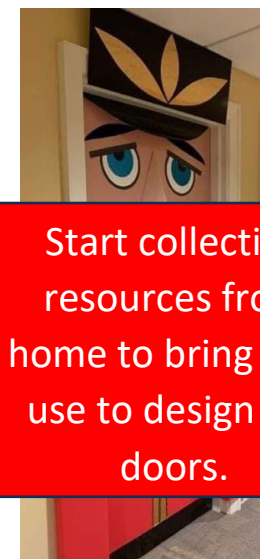 Start collecti
resources fro
home to bring
use to design
doors.